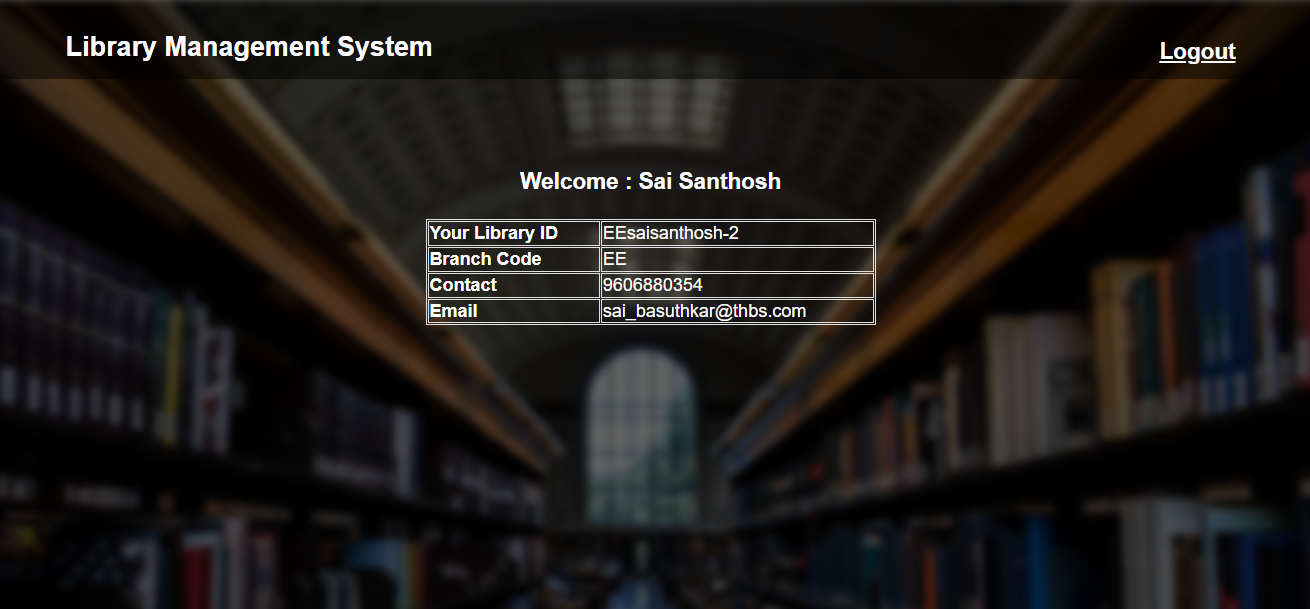 Library Management System
Logout
Welcome : Sai Santhosh
Your Library ID EEsaisanthosh-2
Branch Code EE
Contact 9606880354
Email sai_basuthkar@thbs.com